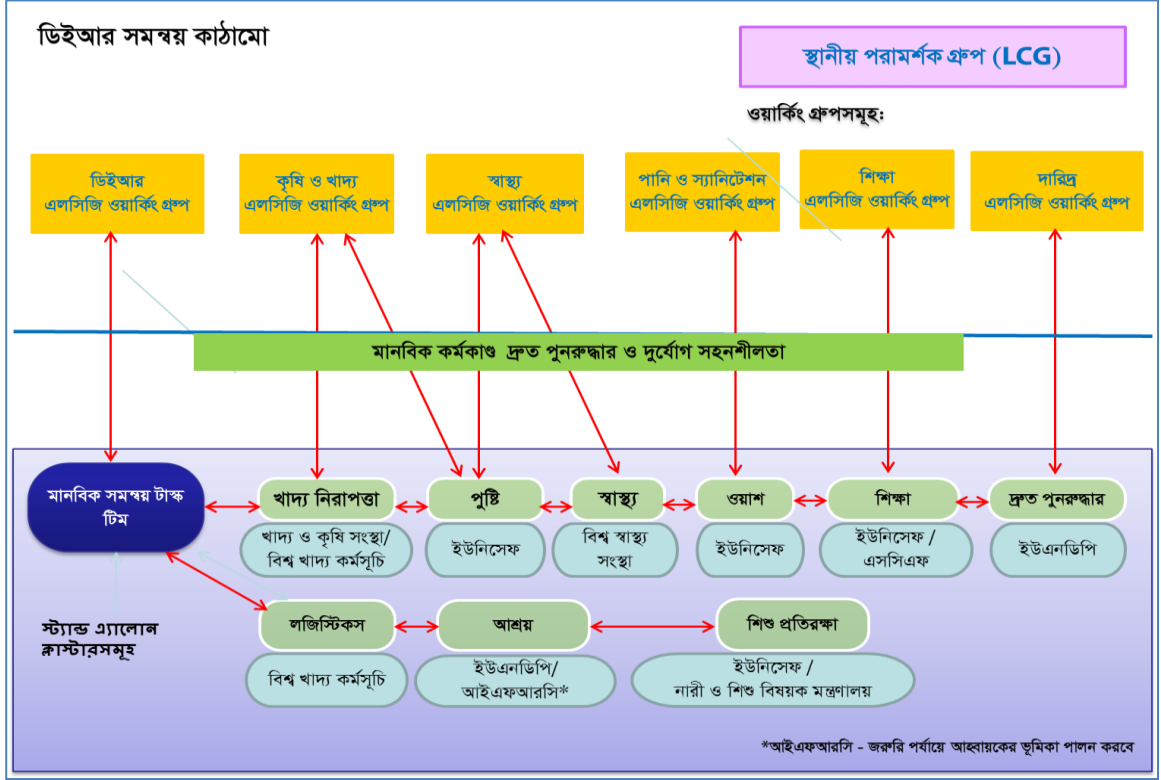 ডিইআর সমন্বয় কাঠামো
স্থানীয় পরামর্শক গ্রুপ (LCG)
ওয়ার্কিং গ্রুপসমূহ:
ডিইআর
এলসিজি ওয়ার্কিং গ্রুপ
কৃষি ও খাদ্য
এলসিজি ওয়ার্কিং গ্রুপ
স্বাস্থ্য
এলসিজি ওয়ার্কিং গ্রুপ
পানি ও স্যানিটেশন
এলসিজি ওয়ার্কিং গ্রুপ
শিক্ষা
এলসিজি ওয়ার্কিং গ্রুপ
দারিদ্র
এলসিজি ওয়ার্কিং গ্রুপ
মানবিক কর্মকাণ্ড দ্রুত পুনরুদ্ধার ও দুর্যোগ সহনশীলতা
মানবিক সমন্বয় টাস্ক
টিম
খাদ্য নিরাপত্তা
পুষ্টি
স্বাস্থ্য
ওয়াশ
শিক্ষা
দ্রুত পুনরুদ্ধার
খাদ্য ও কৃষি সংস্থা/
বিশ্ব খাদ্য কর্মসূচি
ইউনিসেফ
বিশ্ব স্বাস্থ্য
সংস্থা
ইউনিসেফ
ইউনিসেফ /
এসসিএফ
ইউএনডিপি
স্ট্যান্ড এ্যালোন
ক্লাস্টারসমূহ
লজিস্টিকস
আশ্রয়
শিশু প্রতিরক্ষা
বিশ্ব খাদ্য কর্মসূচি
ইউএনডিপি/
আইএফআরসি*
ইউনিসেফ /
নারী ও শিশু বিষয়ক মন্ত্রণালয়
*আইএফআরসি - জরুরি পর্যায়ে আহ্বায়কের ভূমিকা পালন করবে